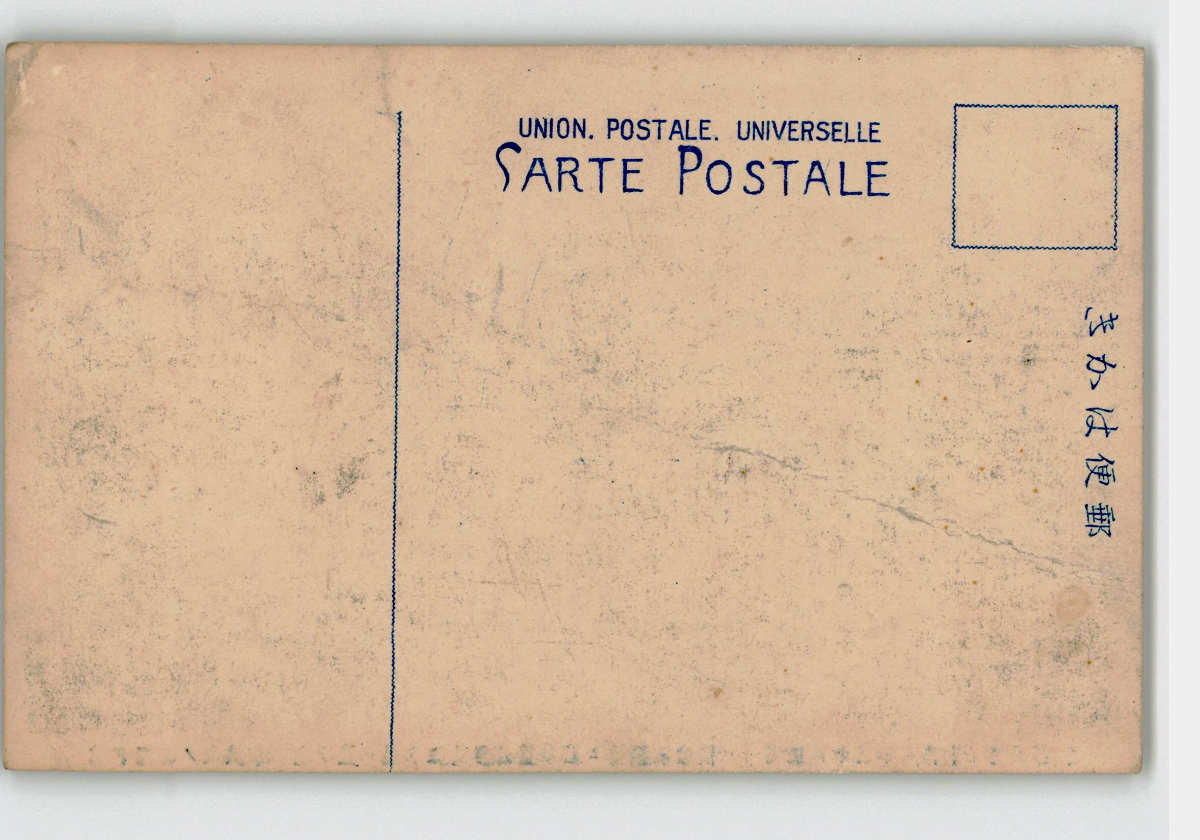 UNION. POSTALE. UNIVERSELLE
CARTE POSTALE
郵便はかき